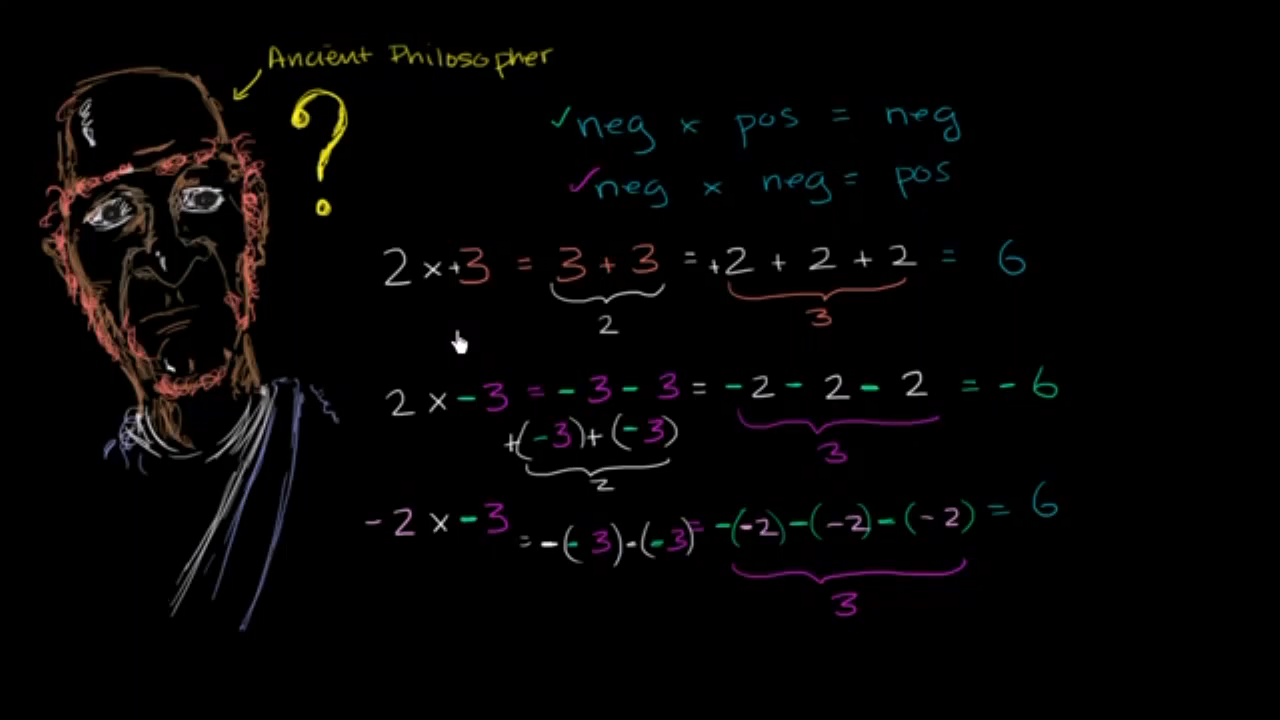 Ancient Philosopher
?
✓neg x pos = neg
✓neg x neg = pos
2 x +3 = 3 + 3 = +2 + 2 + 2 = 6
2
3
2 x -3 = -3 - 3 = -2 - 2 - 2 = -6
+(-3)+(-3)
2
3
-2 x -3 = -(-3)-(-3) = -(-2)-(-2)-(-2) = 6
3